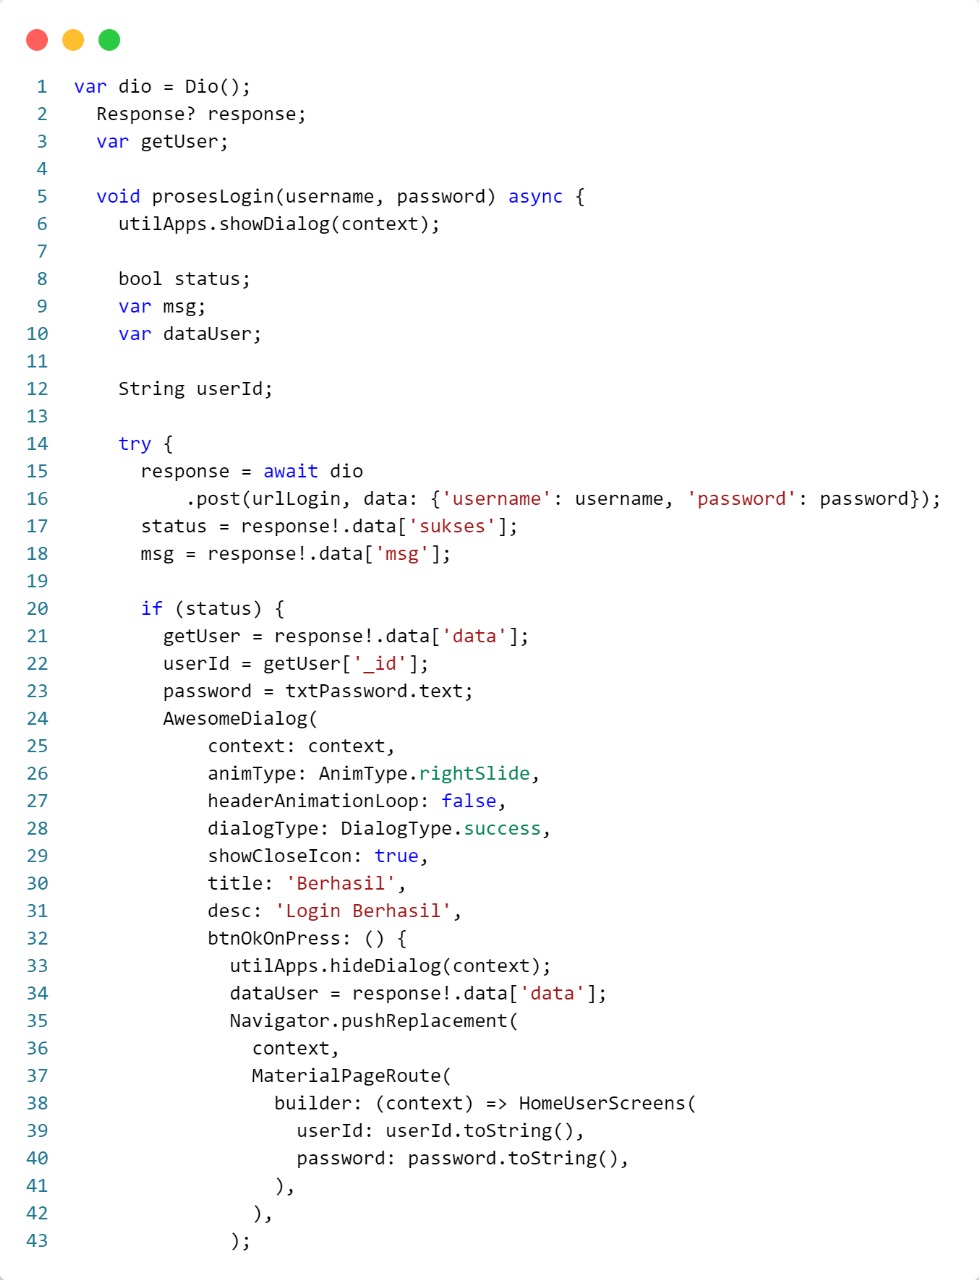 1 var dio = Dio();
2 Response? response;
3 var getUser;
4
5 void prosesLogin(username, password) async {
6 utilApps.showDialog(context);
7
8 bool status;
9 var msg;
10 var dataUser;
11
12 String userId;
13
14 try {
15 response = await dio
16 .post(urlLogin, data: {'username': username, 'password': password});
17 status = response!.data['sukses'];
18 msg = response!.data['msg'];
19
20 if (status) {
21 getUser = response!.data['data'];
22 userId = getUser['_id'];
23 password = txtPassword.text;
24 AwesomeDialog(
25 context: context,
26 animType: AnimType.rightSlide,
27 headerAnimationLoop: false,
28 dialogType: DialogType.success,
29 showCloseIcon: true,
30 title: 'Berhasil',
31 desc: 'Login Berhasil',
32 btnOkOnPress: () {
33 utilApps.hideDialog(context);
34 dataUser = response!.data['data'];
35 Navigator.pushReplacement(
36 context,
37 MaterialPageRoute(
38 builder: (context) => HomeUserScreens(
39 userId: userId.toString(),
40 password: password.toString(),
41 ),
42 ),
43 );